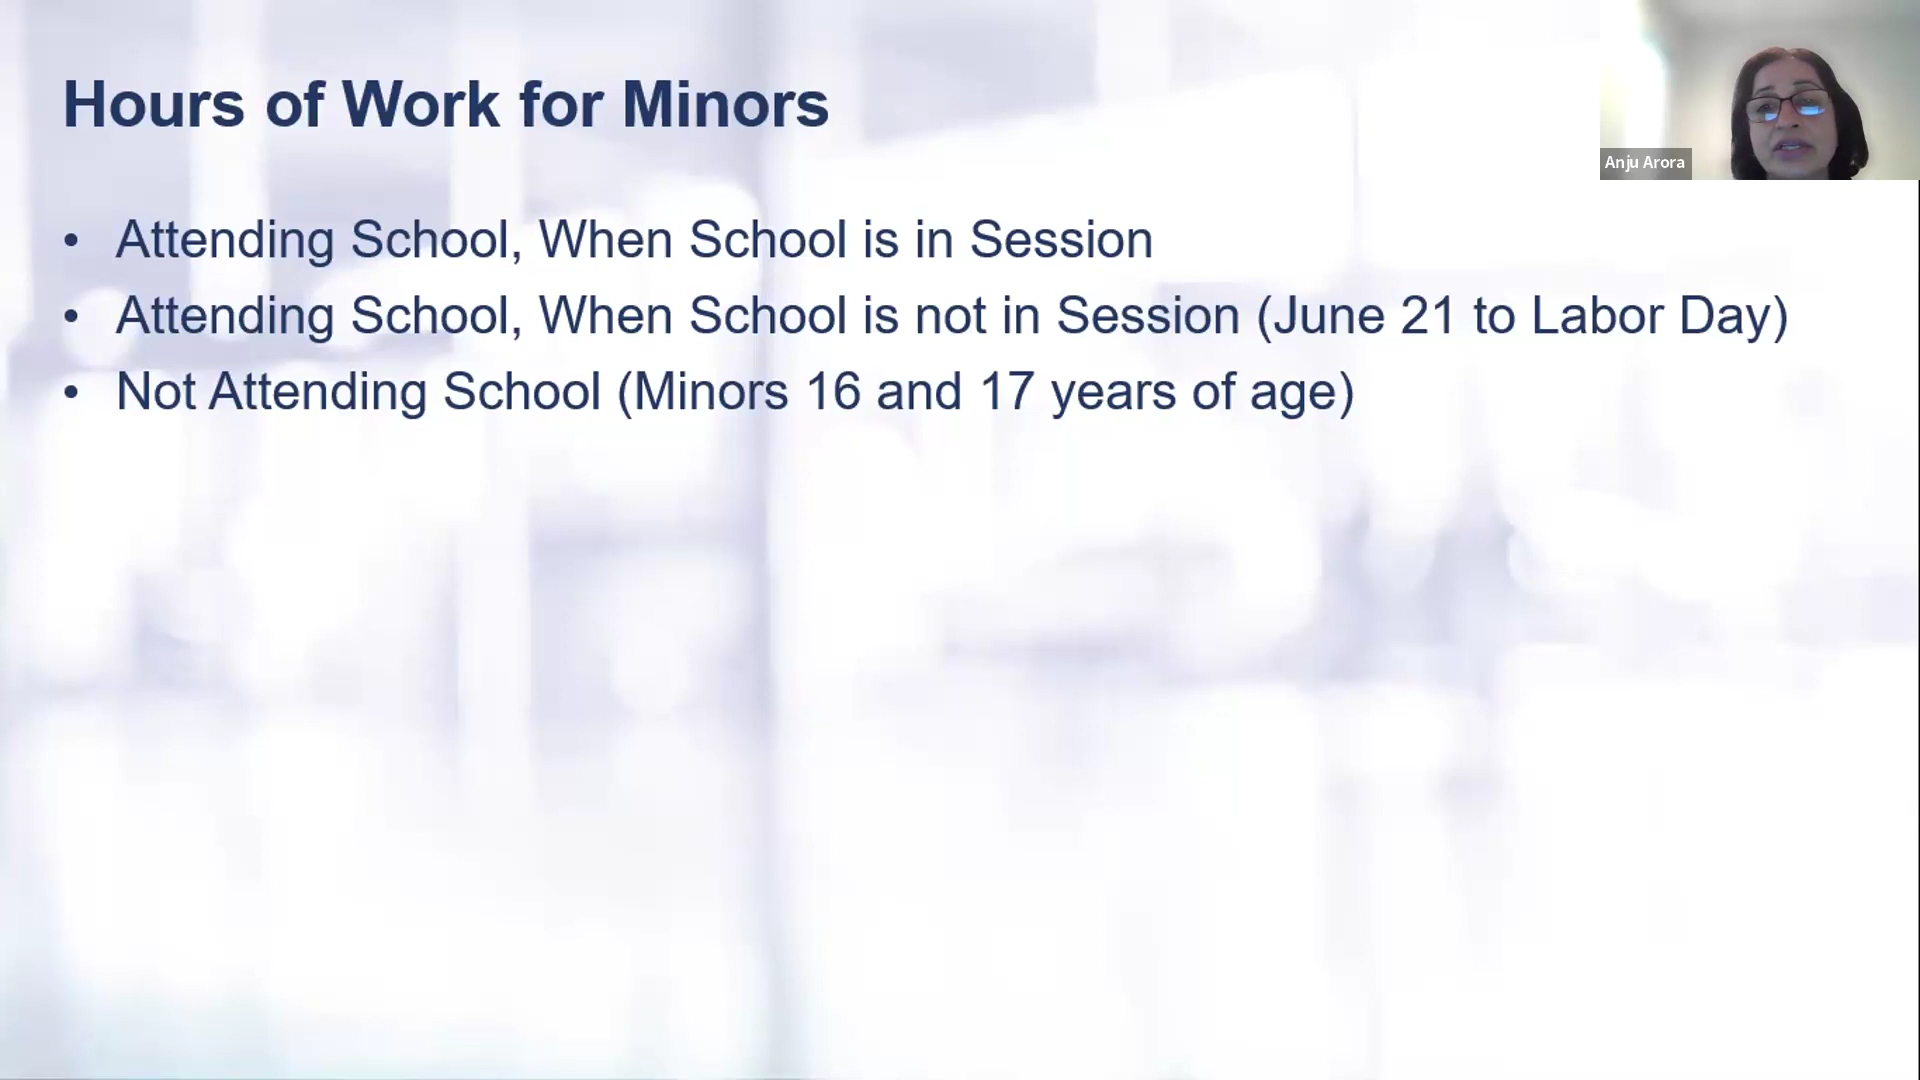 Hours of Work for Minors
Anju Arora
• Attending School, When School is in Session
• Attending School, When School is not in Session (June 21 to Labor Day)
• Not Attending School (Minors 16 and 17 years of age)